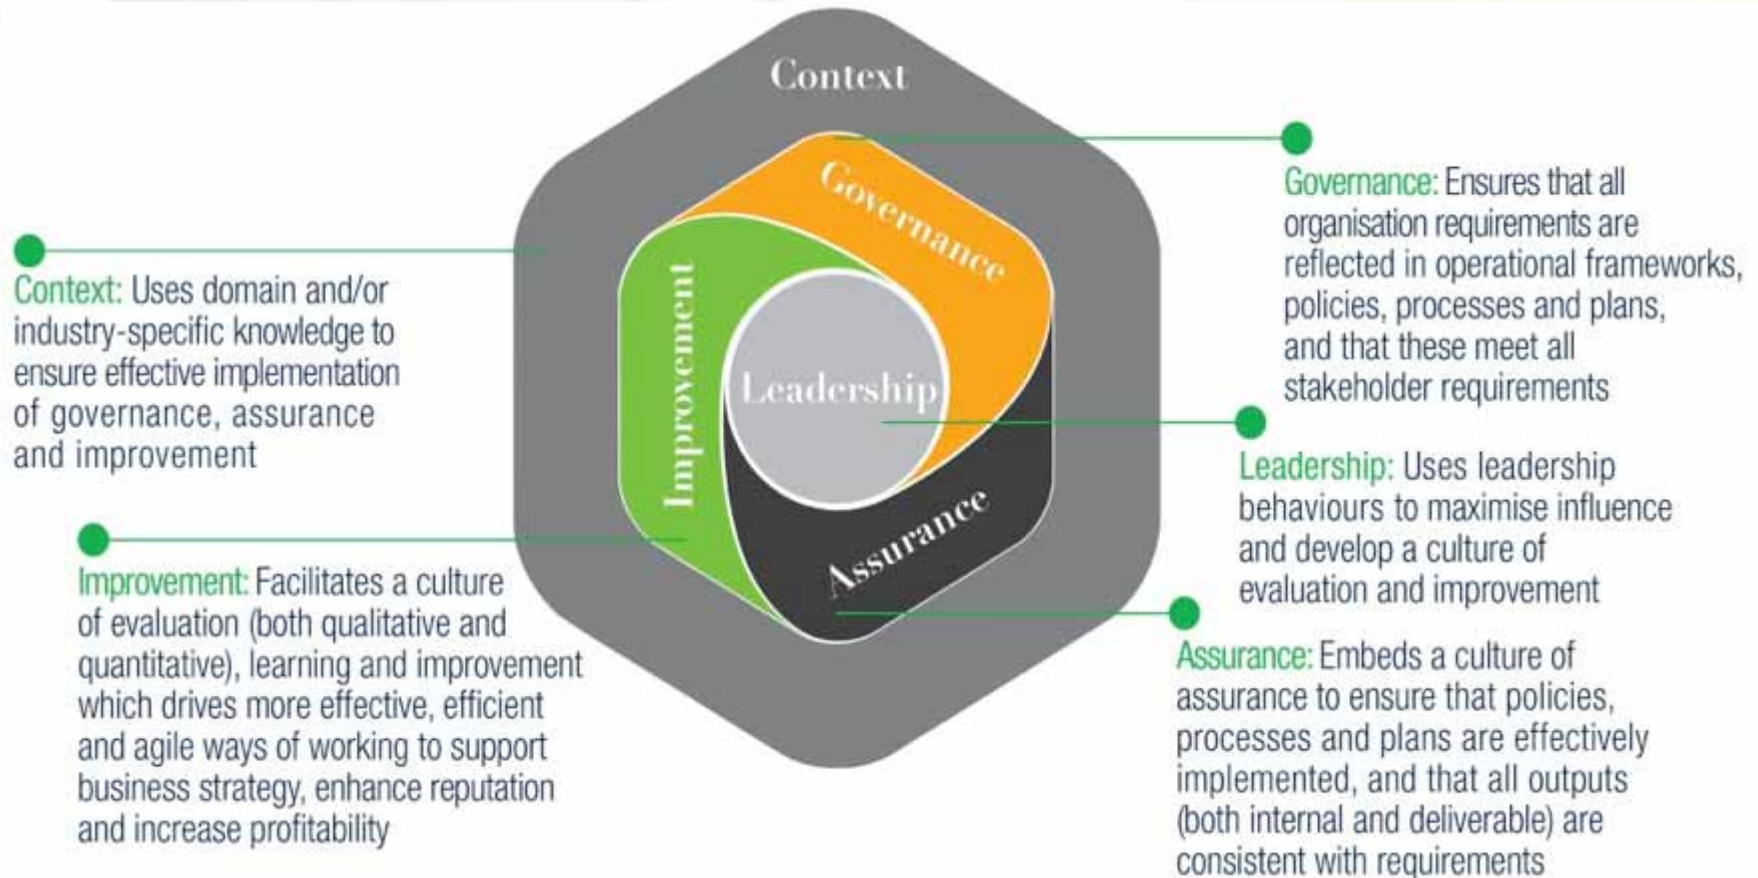 Context
Governance
Improvement
Leadership
Assurance
Context: Uses domain and/or
industry-specific knowledge to
ensure effective implementation
of governance, assurance
and improvement
Improvement: Facilitates a culture
of evaluation (both qualitative and
quantitative), learning and improvement
which drives more effective, efficient
and agile ways of working to support
business strategy, enhance reputation
and increase profitability
Governance: Ensures that all
organisation requirements are
reflected in operational frameworks,
policies, processes and plans,
and that these meet all
stakeholder requirements
Leadership: Uses leadership
behaviours to maximise influence
and develop a culture of
evaluation and improvement
Assurance: Embeds a culture of
assurance to ensure that policies,
processes and plans are effectively
implemented, and that all outputs
(both internal and deliverable) are
consistent with requirements